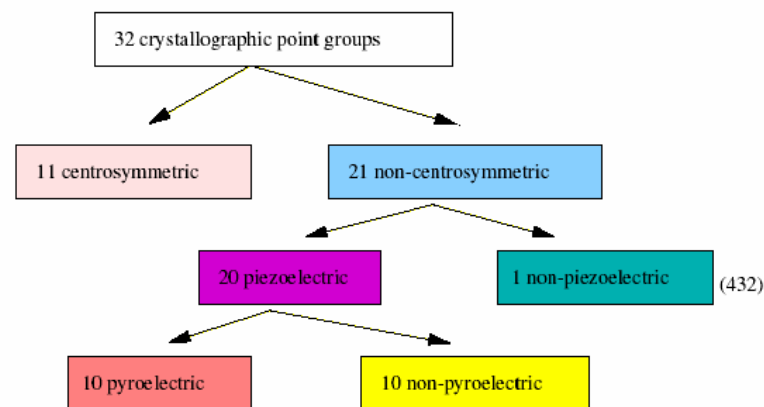 32 crystallographic point groups
11 centrosymmetric
21 non-centrosymmetric
20 piezoelectric
1 non-piezoelectric
(432)
10 pyroelectric
10 non-pyroelectric